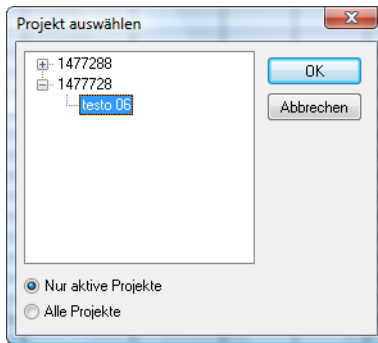 Projekt auswählen
1477288
1477728
testo 06
OK
Abbrechen
Nur aktive Projekte
Alle Projekte